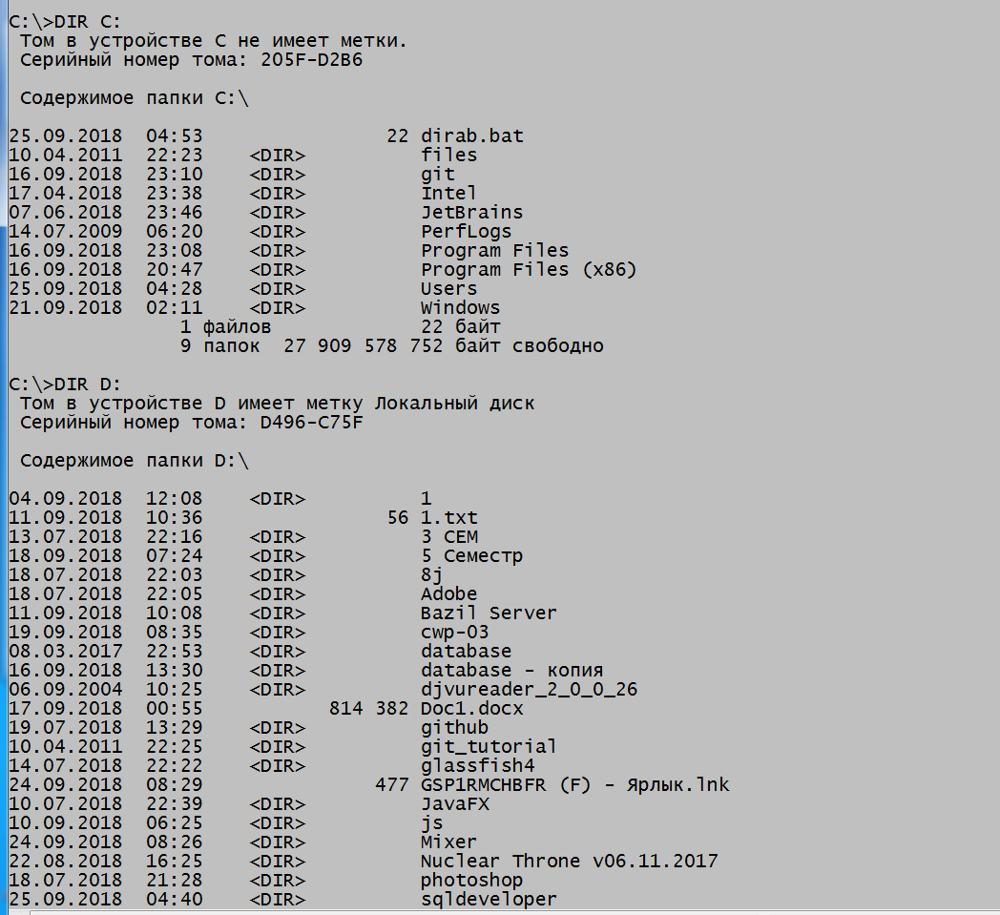 C:\>DIR C:
Том в устройстве C не имеет метки.
Серийный номер тома: 205F-D2B6
Содержимое папки C:\
25.09.2018  04:53                22 dirab.bat
10.04.2011  22:23    <DIR>          files
16.09.2018  23:10    <DIR>          git
17.04.2018  23:38    <DIR>          Intel
07.06.2018  23:46    <DIR>          JetBrains
14.07.2009  06:20    <DIR>          PerfLogs
16.09.2018  23:08    <DIR>          Program Files
16.09.2018  20:47    <DIR>          Program Files (x86)
25.09.2018  04:28    <DIR>          Users
21.09.2018  02:11    <DIR>          Windows
1 файлов             22 байт
9 папок  27 909 578 752 байт свободно
C:\>DIR D:
Том в устройстве D имеет метку Локальный диск
Серийный номер тома: D496-C75F
Содержимое папки D:\
04.09.2018  12:08    <DIR>          1
11.09.2018  10:36                56 1.txt
13.07.2018  22:16    <DIR>          3 СЕМ
18.09.2018  07:24    <DIR>          5 Семестр
18.07.2018  22:03    <DIR>          8j
18.07.2018  22:05    <DIR>          Adobe
11.09.2018  10:08    <DIR>          Bazil Server
19.09.2018  08:35    <DIR>          cwp-03
08.03.2017  22:53    <DIR>          database
16.09.2018  13:30    <DIR>          database - копия
06.09.2004  10:25    <DIR>          djvureader_2_0_0_26
17.09.2018  00:55           814 382 Doc1.docx
19.07.2018  13:29    <DIR>          github
10.04.2011  22:25    <DIR>          git_tutorial
14.07.2018  22:22    <DIR>          glassfish4
24.09.2018  08:29               477 GSP1RMCHBFR (F) - Ярлык.lnk
10.07.2018  22:39    <DIR>          JavaFX
10.09.2018  06:25    <DIR>          js
24.09.2018  08:26    <DIR>          Mixer
22.08.2018  16:25    <DIR>          Nuclear Throne v06.11.2017
18.07.2018  21:28    <DIR>          photoshop
25.09.2018  04:40    <DIR>          sqldeveloper